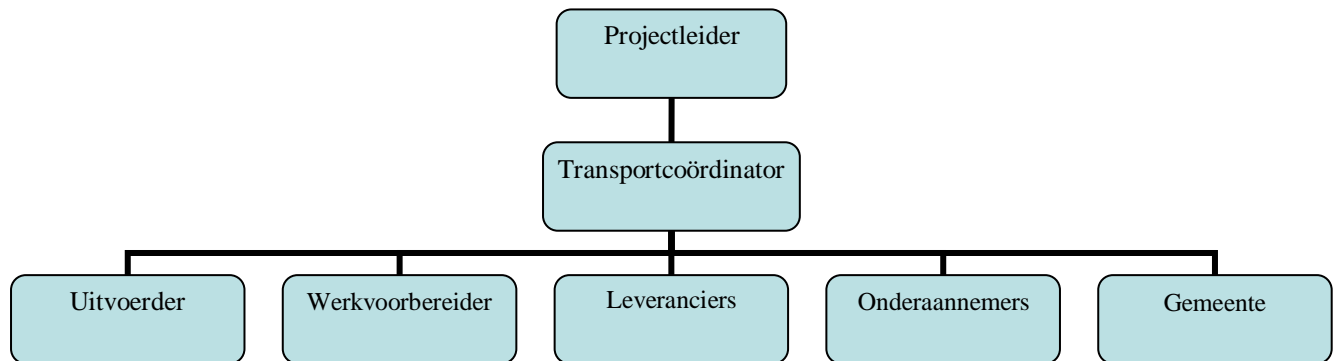 Projectleider
Transportcoördinator
Uitvoerder
Werkvoorbereider
Leveranciers
Onderaannemers
Gemeente